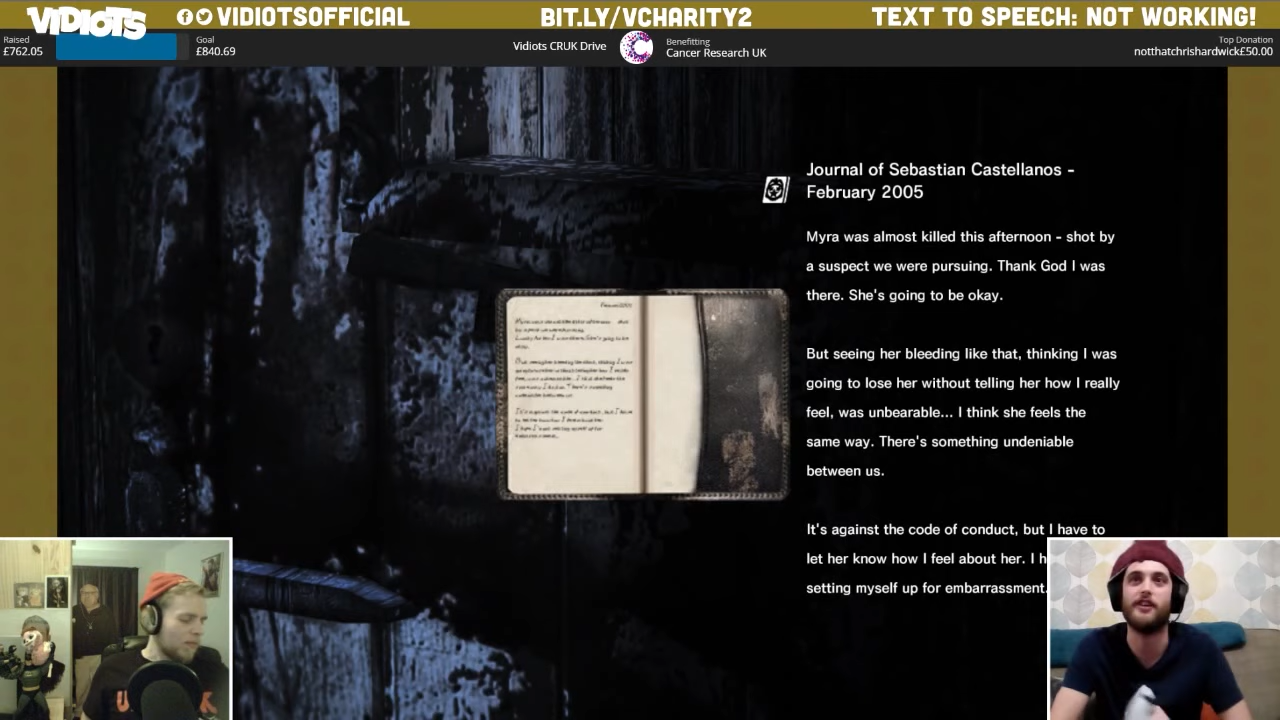 VIDIOTS
VIDIOTSOFFICIAL
BIT.LY/VCHARITY2
TEXT TO SPEECH: NOT WORKING!
Raised
£762.05
Goal
£840.69
Vidiots CRUK Drive
Benefitting
Cancer Research UK
Top Donation
notthatchrishardwick£50.00
Journal of Sebastian Castellanos -
February 2005
Myra was almost killed this afternoon - shot by
a suspect we were pursuing. Thank God I was
there. She's going to be okay.
But seeing her bleeding like that, thinking I was
going to lose her without telling her how I really
feel, was unbearable... I think she feels the
same way. There's something undeniable
between us.
It's against the code of conduct, but I have to
let her know how I feel about her. I h
setting myself up for embarrassment.